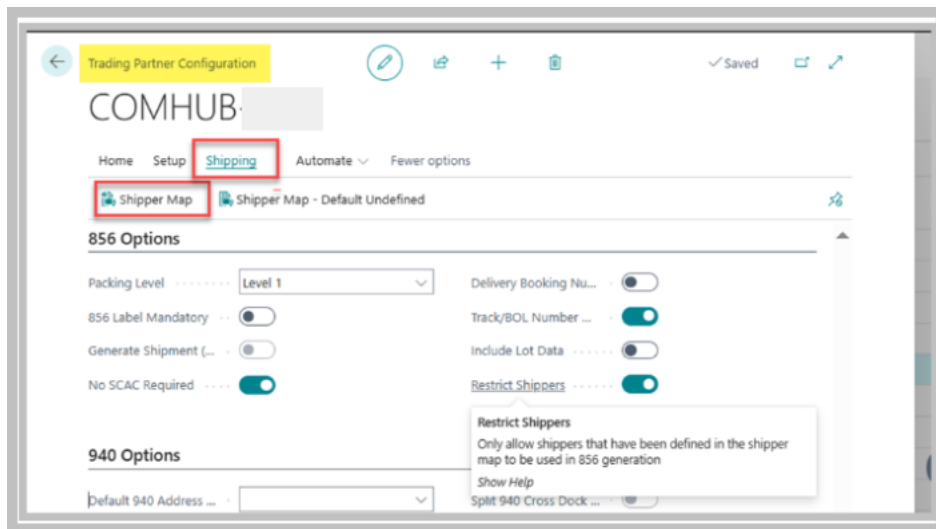 Trading Partner Configuration
Saved
COMHUB-
Home Setup Shipping Automate Fewer options
Shipper Map Shipper Map - Default Undefined
856 Options
Packing Level Level 1
Delivery Booking Nu...
856 Label Mandatory
Track/BOL Number ...
Generate Shipment (...
Include Lot Data
No SCAC Required
Restrict Shippers
Restrict Shippers
Only allow shippers that have been defined in the shipper
map to be used in 856 generation
Show Help
940 Options
Default 940 Address ...
Split 940 Cross Dock ...